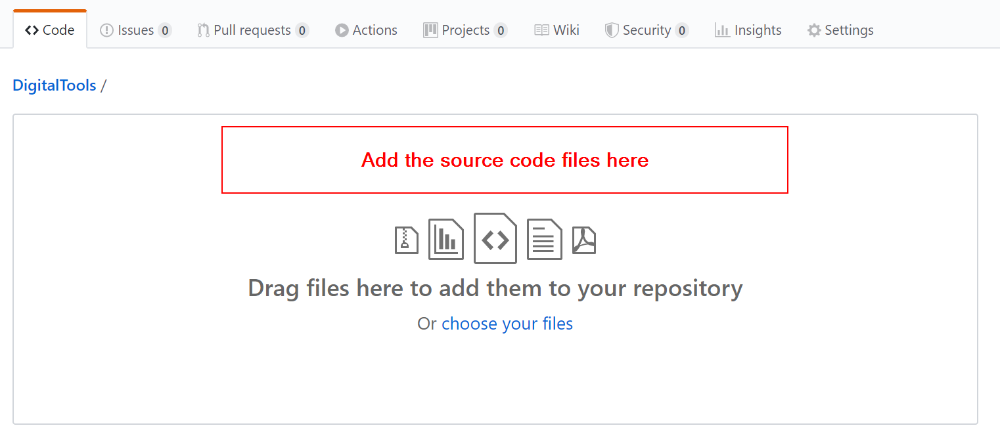 Code Issues 0 Pull requests 0 Actions Projects 0 Wiki Security 0 Insights Settings
DigitalTools /
Add the source code files here
Drag files here to add them to your repository
Or choose your files